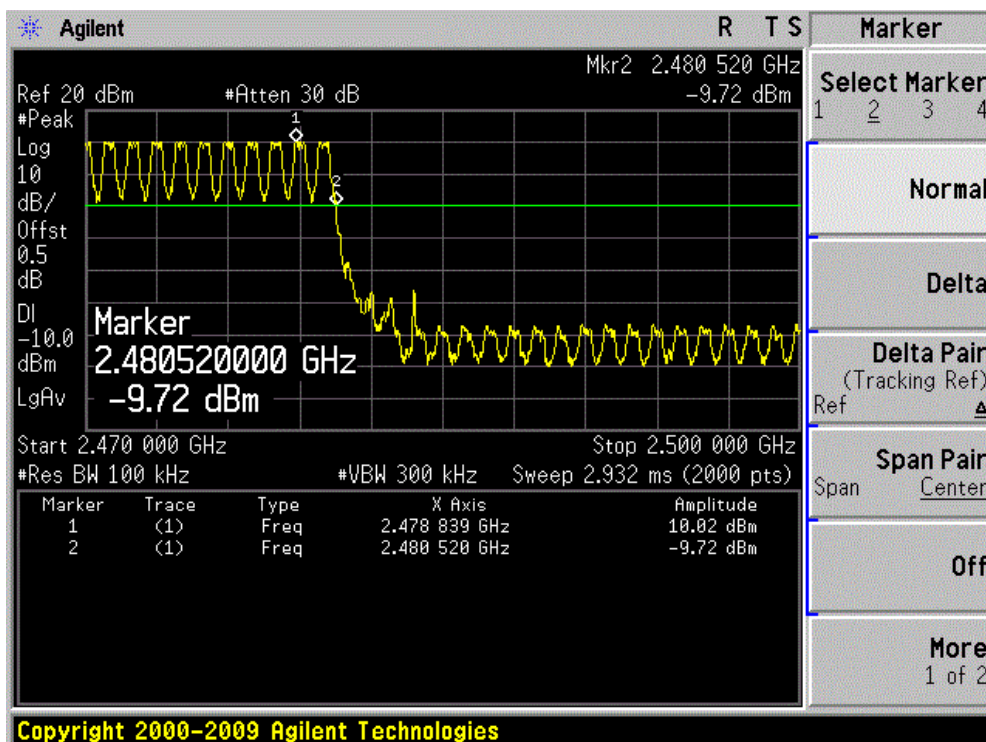 Agilent R T S Marker
Mkr2 2.480 520 GHz
Ref 20 dBm #Atten 30 dB -9.72 dBm
#Peak
Log
10
dB/
Offst
0.5
dB
DI
-10.0
dBm
LgAv
1
2
Marker
2.480520000 GHz
-9.72 dBm
Start 2.470 000 GHz Stop 2.500 000 GHz
#Res BW 100 kHz #VBW 300 kHz Sweep 2.932 ms (2000 pts)
Marker Trace Type X Axis Amplitude
1 (1) Freq 2.478 839 GHz 10.02 dBm
2 (1) Freq 2.480 520 GHz -9.72 dBm
Select Marker
1 2 3 4
Normal
Delta
Delta Pair
(Tracking Ref)
Ref Δ
Span Pair
Span Center
Off
More
1 of 2
Copyright 2000-2009 Agilent Technologies